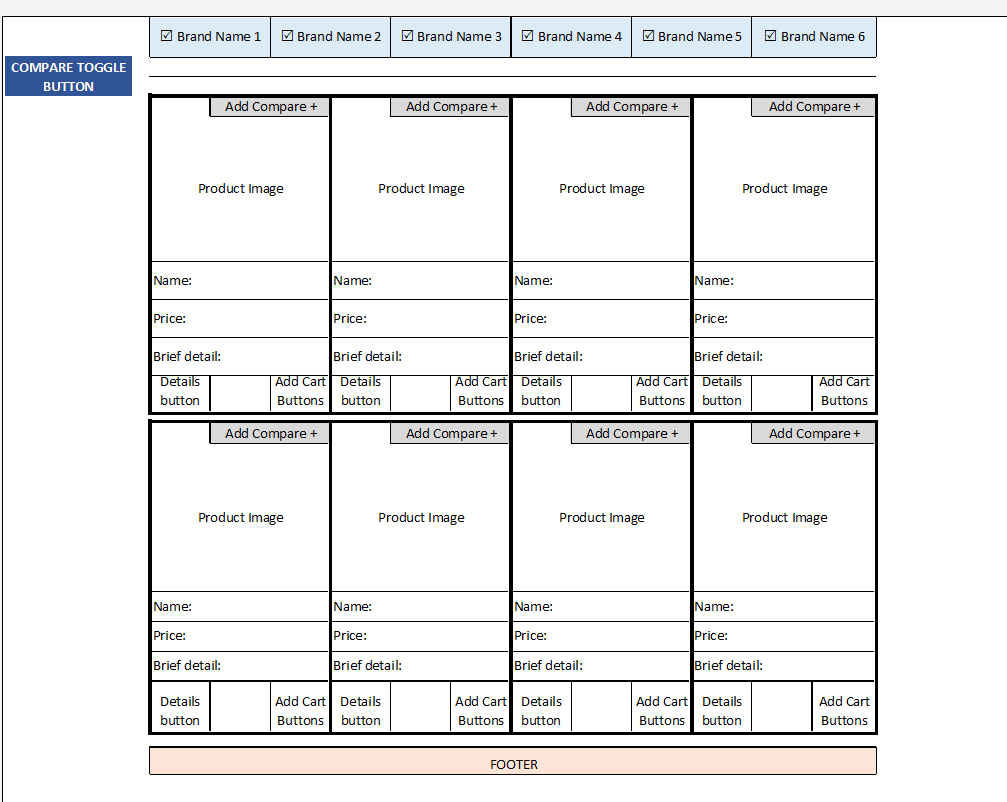 ☑ Brand Name 1 ☑ Brand Name 2 ☑ Brand Name 3 ☑ Brand Name 4 ☑ Brand Name 5 ☑ Brand Name 6
COMPARE TOGGLE
BUTTON
Add Compare + Add Compare + Add Compare + Add Compare +
Product Image Product Image Product Image Product Image
Name: Name: Name: Name:
Price: Price: Price: Price:
Brief detail: Brief detail: Brief detail: Brief detail:
Details Add Cart Details Add Cart Details Add Cart Details Add Cart
button Buttons button Buttons button Buttons button Buttons
Add Compare + Add Compare + Add Compare + Add Compare +
Product Image Product Image Product Image Product Image
Name: Name: Name: Name:
Price: Price: Price: Price:
Brief detail: Brief detail: Brief detail: Brief detail:
Details Add Cart Details Add Cart Details Add Cart Details Add Cart
button Buttons button Buttons button Buttons button Buttons
FOOTER